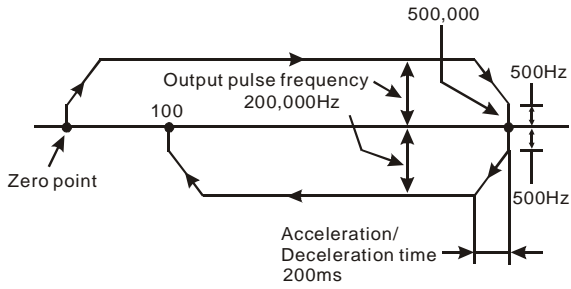 500,000
Output pulse frequency
200,000Hz
500Hz
100
Zero point
500Hz
Acceleration/
Deceleration time
200ms